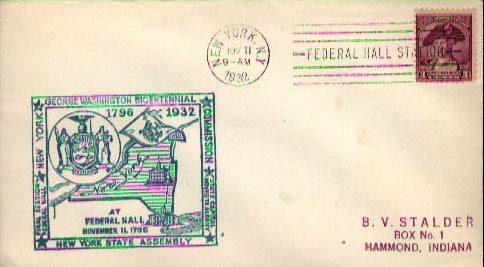 NEW YORK, N.Y.
NOV 11
9-AM
1932
FEDERAL HALL STATION
GEORGE WASHINGTON BICENTENNIAL
COMMISSION
NEW YORK
1796
1932
AT
FEDERAL HALL
NOVEMBER 11, 1796
NEW YORK STATE ASSEMBLY
B. V. STALDER
BOX No. 1
HAMMOND, INDIANA